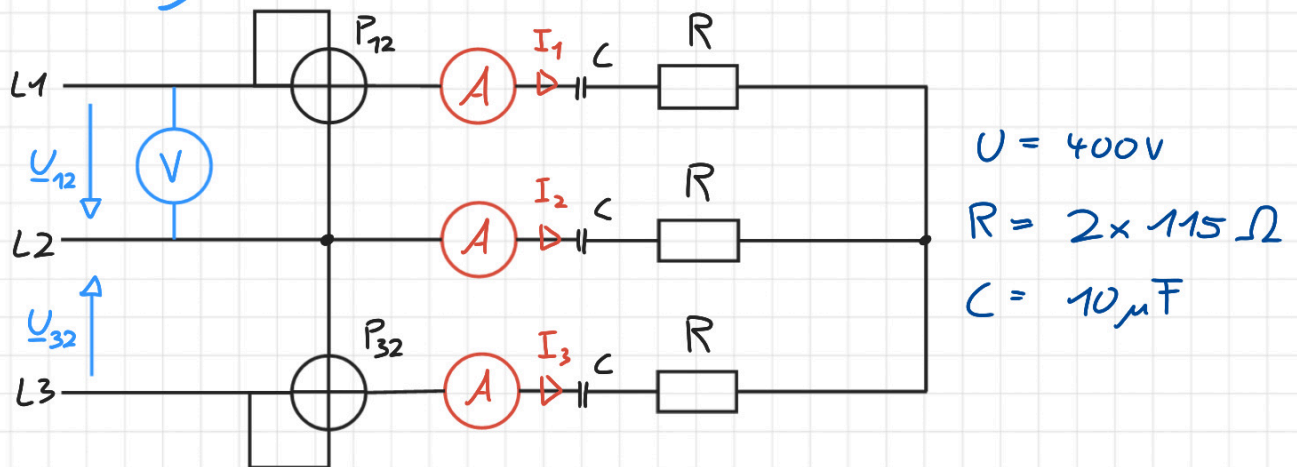 P12
I1
C
R
L1
A
U12
V
U = 400V
I2
C
R
L2
A
R = 2x 115 Ω
U32
P32
I3
C
R
C = 10µF
L3
A